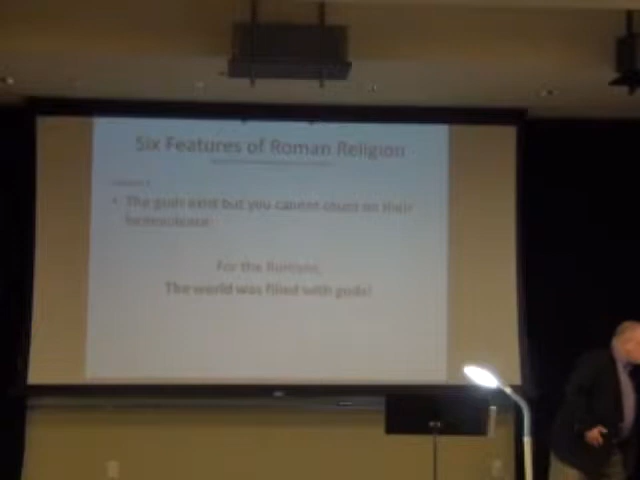 Six Features of Roman Religion
• The gods exist but you cannot count on their
benevolence.
For the Romans,
The world was filled with gods!